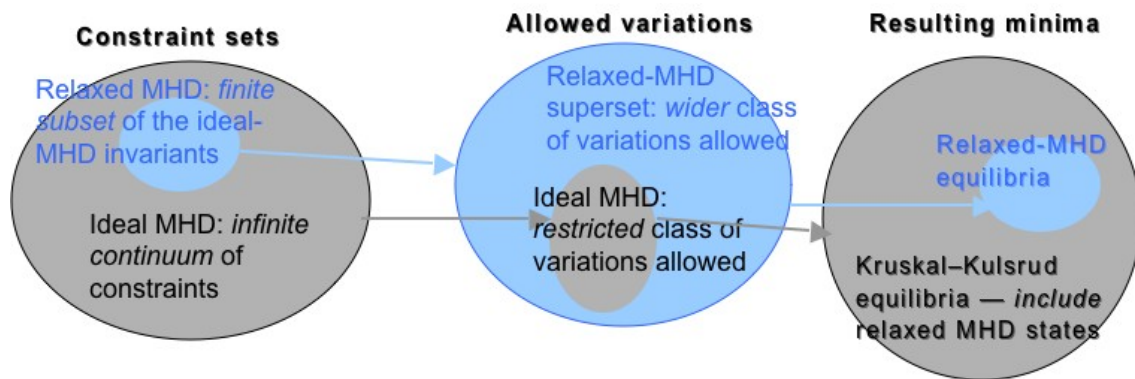 Constraint sets
Relaxed MHD: finite
subset of the ideal-
MHD invariants
Ideal MHD: infinite
continuum of
constraints
Allowed variations
Relaxed-MHD
superset: wider class
of variations allowed
Ideal MHD:
restricted class of
variations allowed
Resulting minima
Relaxed-MHD
equilibria
Kruskal–Kulsrud
equilibria — include
relaxed MHD states